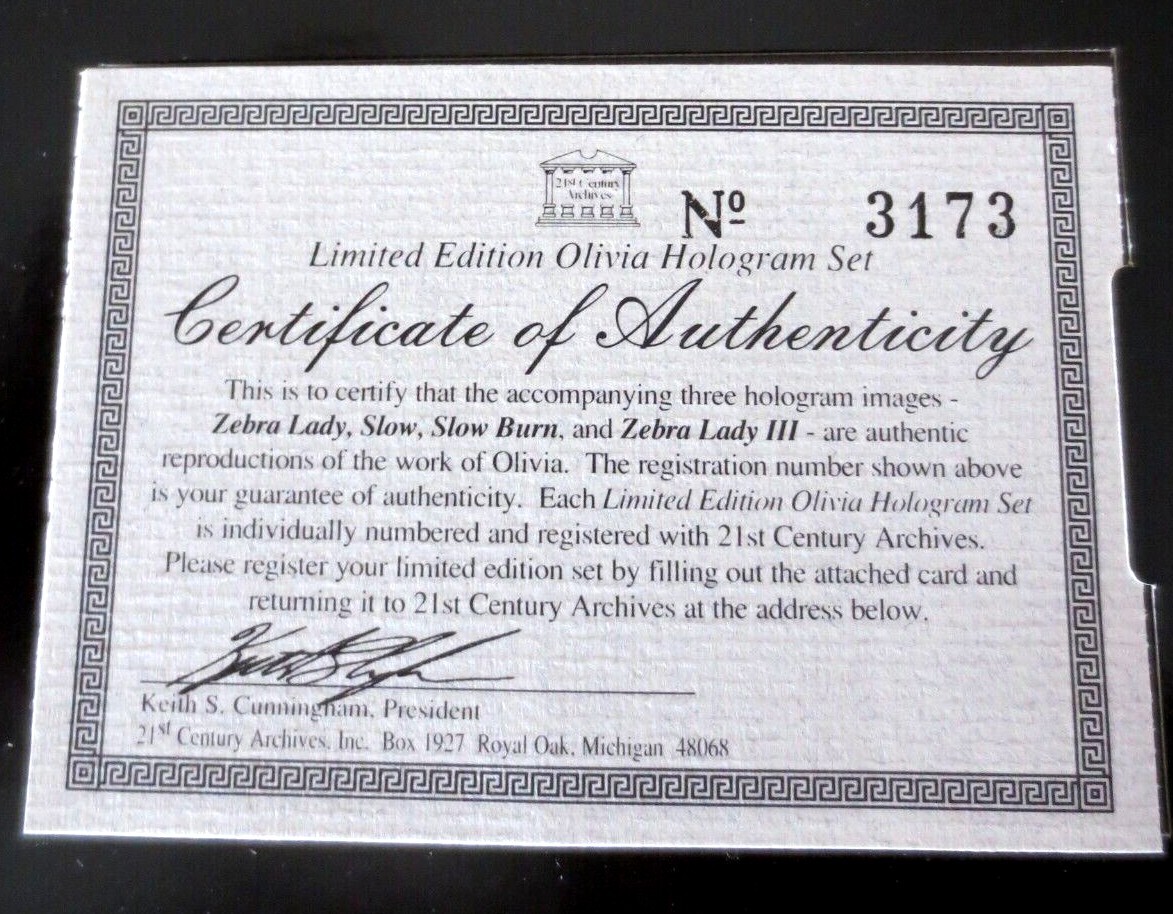 21st Century
Archives
Nº 3173
Limited Edition Olivia Hologram Set
Certificate of Authenticity
This is to certify that the accompanying three hologram images -
Zebra Lady, Slow, Slow Burn, and Zebra Lady III - are authentic
reproductions of the work of Olivia. The registration number shown above
is your guarantee of authenticity. Each Limited Edition Olivia Hologram Set
is individually numbered and registered with 21st Century Archives.
Please register your limited edition set by filling out the attached card and
returning it to 21st Century Archives at the address below.
Keith S. Cunningham, President
21st Century Archives, Inc. Box 1927 Royal Oak, Michigan 48068